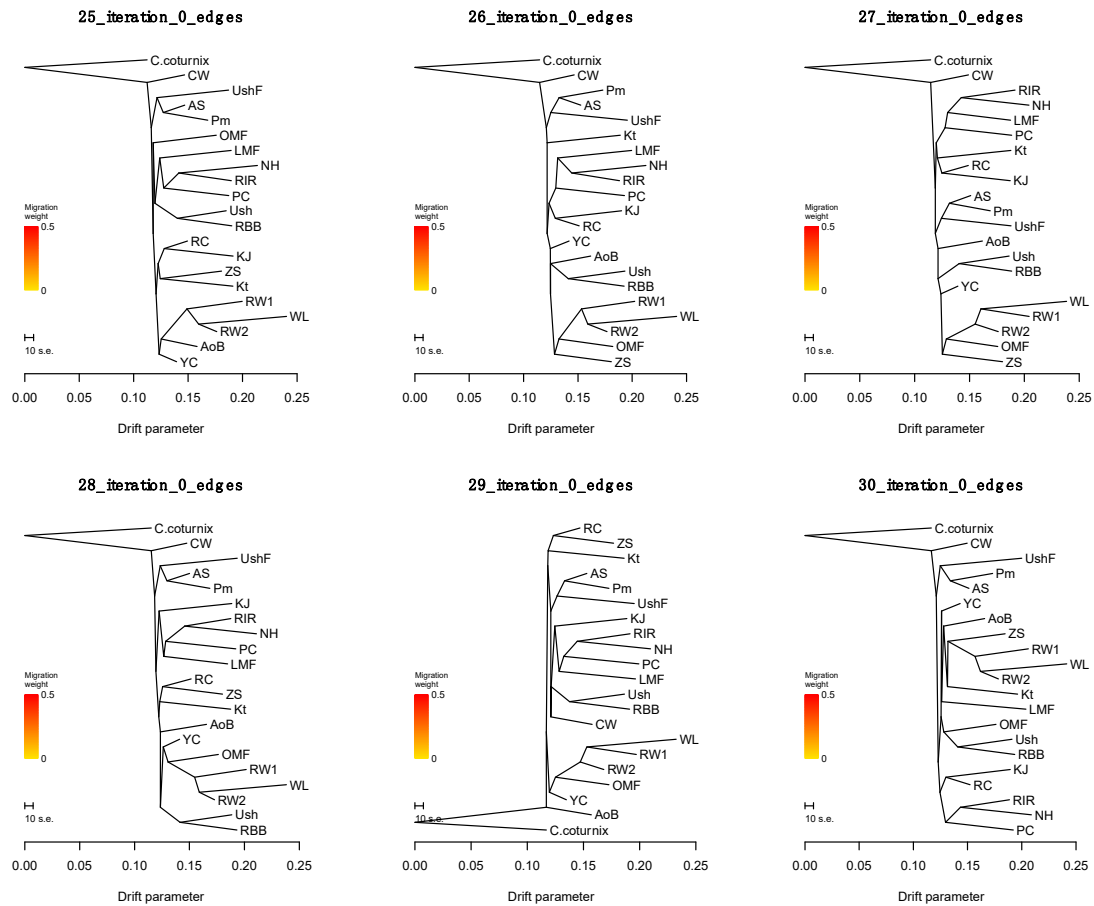 25_iteration_0_edges
C.coturnix
CW
UshF
AS
Pm
OMF
LMF
NH
RIR
PC
Ush
RBB
RC
KJ
ZS
Kt
RW1
WL
RW2
AoB
YC
Migration
weight
0.5
0
10 s.e.
0.00 0.05 0.10 0.15 0.20 0.25
Drift parameter
26_iteration_0_edges
C.coturnix
CW
Pm
AS
UshF
Kt
LMF
NH
RIR
PC
KJ
RC
YC
AoB
Ush
RBB
RW1
WL
RW2
OMF
ZS
Migration
weight
0.5
0
10 s.e.
0.00 0.05 0.10 0.15 0.20 0.25
Drift parameter
27_iteration_0_edges
C.coturnix
CW
RIR
NH
LMF
PC
Kt
RC
KJ
AS
Pm
UshF
AoB
Ush
RBB
YC
WL
RW1
RW2
OMF
ZS
Migration
weight
0.5
0
10 s.e.
0.00 0.05 0.10 0.15 0.20 0.25
Drift parameter
28_iteration_0_edges
C.coturnix
CW
UshF
AS
Pm
KJ
RIR
NH
PC
LMF
RC
ZS
Kt
AoB
YC
OMF
RW1
WL
RW2
Ush
RBB
Migration
weight
0.5
0
10 s.e.
0.00 0.05 0.10 0.15 0.20 0.25
Drift parameter
29_iteration_0_edges
RC
ZS
Kt
AS
Pm
UshF
KJ
RIR
NH
PC
LMF
Ush
RBB
CW
WL
RW1
RW2
OMF
YC
AoB
C.coturnix
Migration
weight
0.5
0
10 s.e.
0.00 0.05 0.10 0.15 0.20 0.25
Drift parameter
30_iteration_0_edges
C.coturnix
CW
UshF
Pm
AS
YC
AoB
ZS
RW1
WL
RW2
Kt
LMF
OMF
Ush
RBB
KJ
RC
RIR
NH
PC
Migration
weight
0.5
0
10 s.e.
0.00 0.05 0.10 0.15 0.20 0.25
Drift parameter